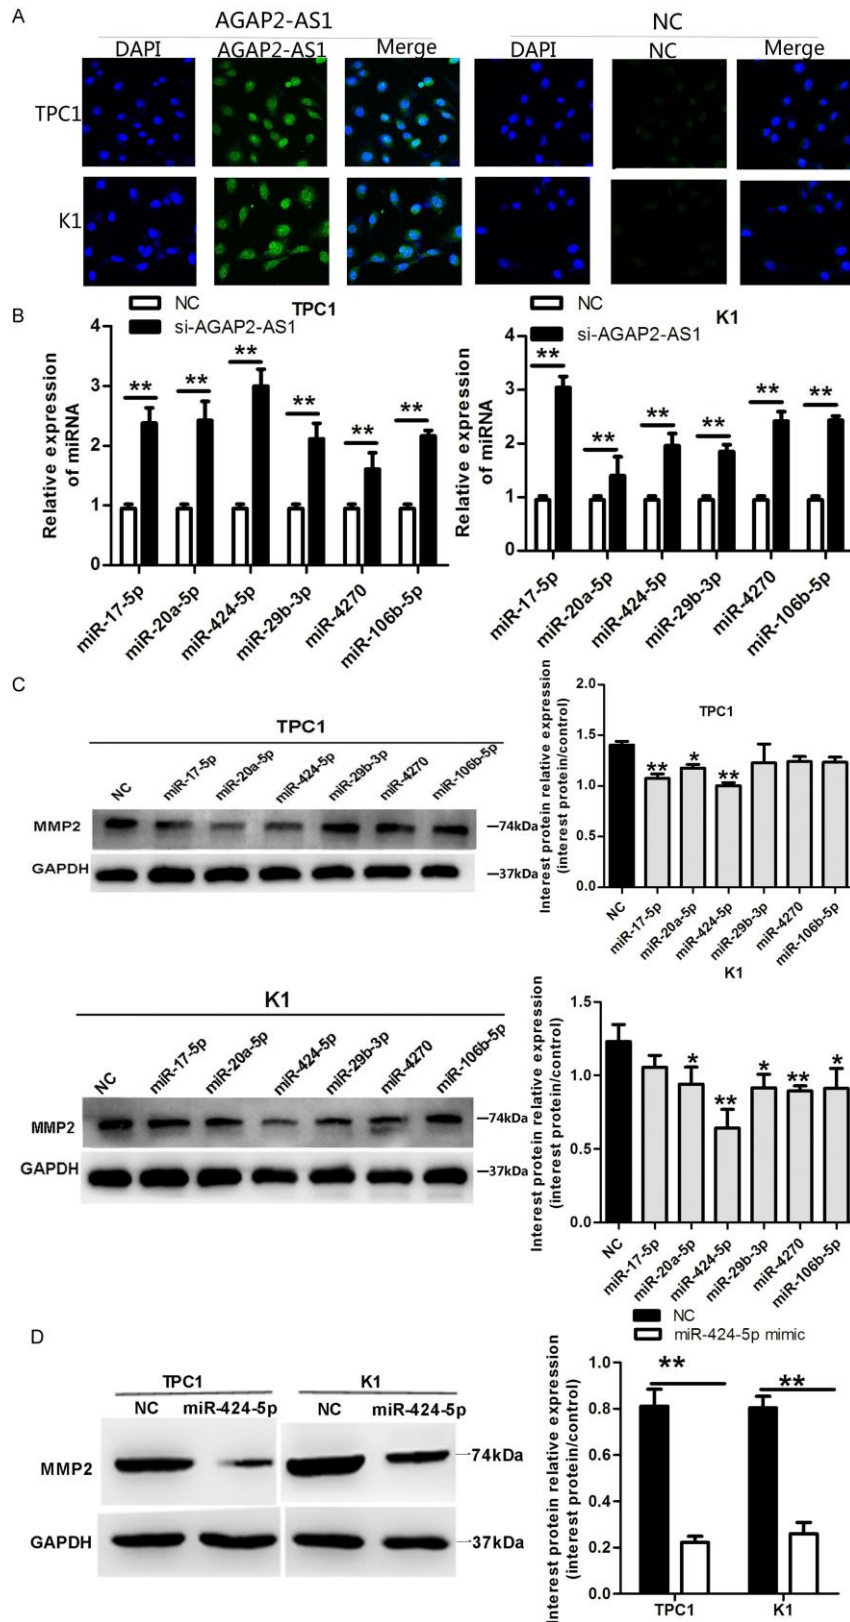 A
AGAP2-AS1 NC
DAPI AGAP2-AS1 Merge DAPI NC Merge
TPC1
K1
B
NC
si-AGAP2-AS1
TPC1
Relative expression
of miRNA
4
3
2
1
0
** ** ** ** ** **
miR-17-5p
miR-20a-5p
miR-424-5p
miR-29b-3p
miR-4270
miR-106b-5p
NC
si-AGAP2-AS1
K1
Relative expression
of miRNA
4
3
2
1
0
** ** ** ** ** **
miR-17-5p
miR-20a-5p
miR-424-5p
miR-29b-3p
miR-4270
miR-106b-5p
C
TPC1
NC miR-17-5p miR-20a-5p miR-424-5p miR-29b-3p miR-4270 miR-106b-5p
MMP2 —74kDa
GAPDH —37kDa
TPC1
Interest protein relative expression
(interest protein/control)
2.0
1.5
1.0
0.5
0.0
** * **
NC
miR-17-5p
miR-20a-5p
miR-424-5p
miR-29b-3p
miR-4270
miR-106b-5p
K1
NC miR-17-5p miR-20a-5p miR-424-5p miR-29b-3p miR-4270 miR-106b-5p
MMP2 —74kDa
GAPDH —37kDa
K1
Interest protein relative expression
(interest protein/control)
1.5
1.0
0.5
0.0
* ** * ** *
NC
miR-17-5p
miR-20a-5p
miR-424-5p
miR-29b-3p
miR-4270
miR-106b-5p
D
TPC1 K1
NC miR-424-5p NC miR-424-5p
MMP2 -74kDa
GAPDH -37kDa
NC
miR-424-5p mimic
Interest protein relative expression
(interest protein/control)
1.0
0.8
0.6
0.4
0.2
0.0
** **
TPC1 K1